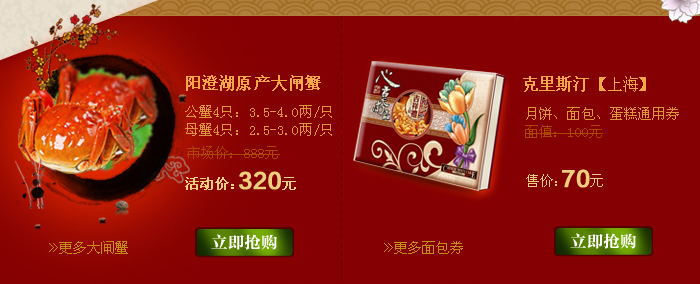 阳澄湖原产大闸蟹
公蟹4只：3.5-4.0两/只
母蟹4只：2.5-3.0两/只
市场价：888元
活动价：320元
»更多大闸蟹
立即抢购
克里斯汀【上海】
月饼、面包、蛋糕通用券
面值：100元
售价：70元
»更多面包券
立即抢购